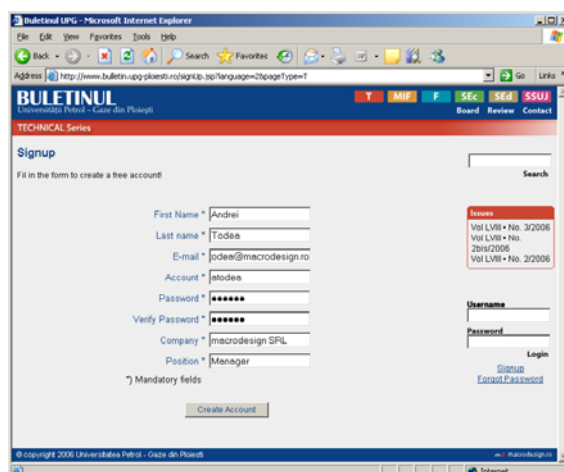 Buletinul UPG - Microsoft Internet Explorer
File Edit View Favorites Tools Help
Back Search Favorites
Address http://www.bulletin.upg-ploiesti.ro/signUp.jsp?language=2&pageType=T Go Links
BULETINUL
Universităţii Petrol - Gaze din Ploieşti
T MIF F SEc SEd SSUJ
Board Review Contact
TECHNICAL Series
Signup
Fil in the form to create a free account!
Search
First Name * Andrei
Last name * Todea
E-mail * odea@macrodesign.ro
Account * atodea
Password * ●●●●●●
Verify Password * ●●●●●●
Company * macrodesign SRL
Position * Manager
*) Mandatory fields
Create Account
Issues
Vol LVIII • No. 3/2006
Vol LVIII • No.
2bis/2006
Vol LVIII • No. 2/2006
Username
Password
Login
Signup
Forgot Password
© copyright 2006 Universitatea Petrol - Gaze din Ploiesti
macrodesign.ro
Internet